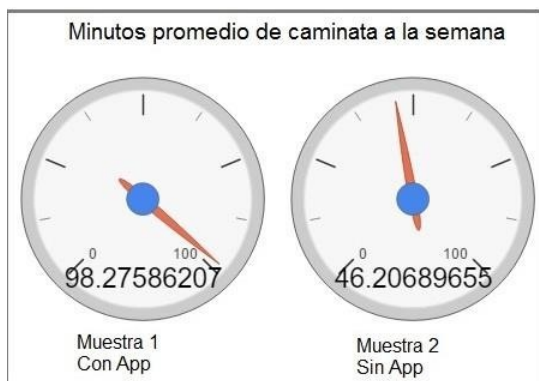 Minutos promedio de caminata a la semana
0 100
98.27586207
0 100
46.20689655
Muestra 1
Con App
Muestra 2
Sin App